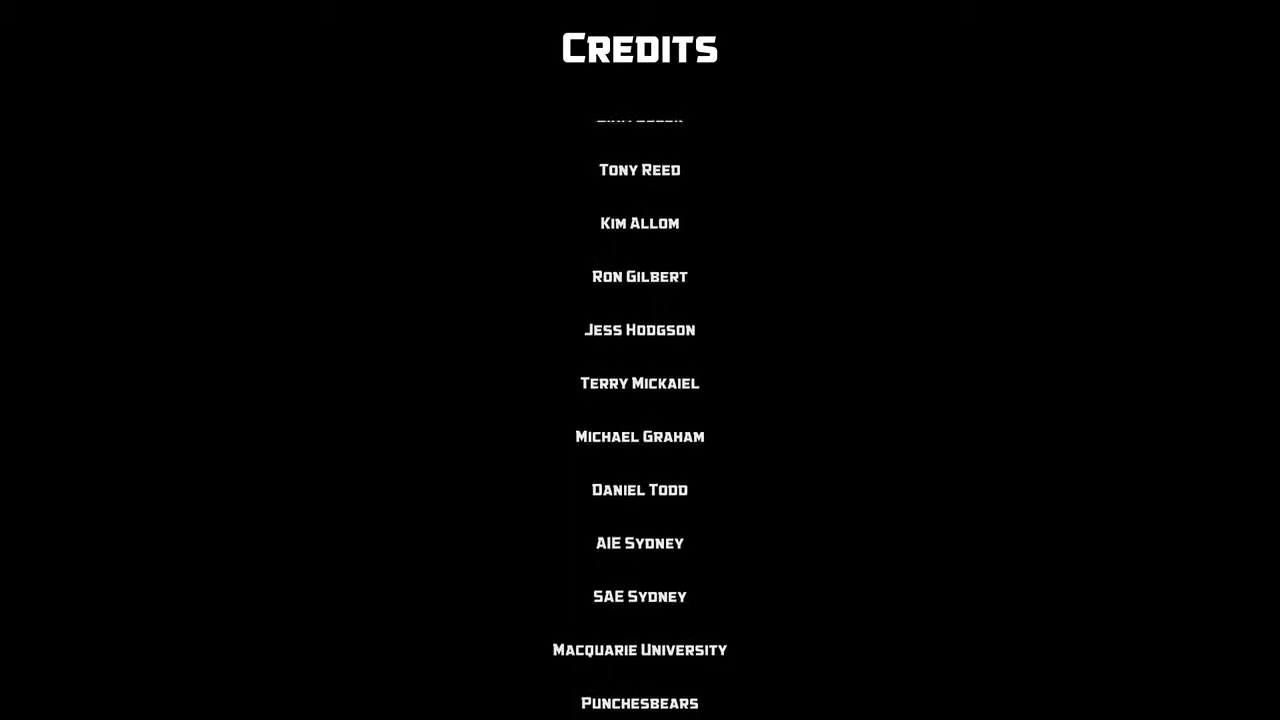 Credits
Tony Reed
Kim Allom
Ron Gilbert
Jess Hodgson
Terry Mickaiel
Michael Graham
Daniel Todd
AIE Sydney
SAE Sydney
Macquarie University
Punchesbears